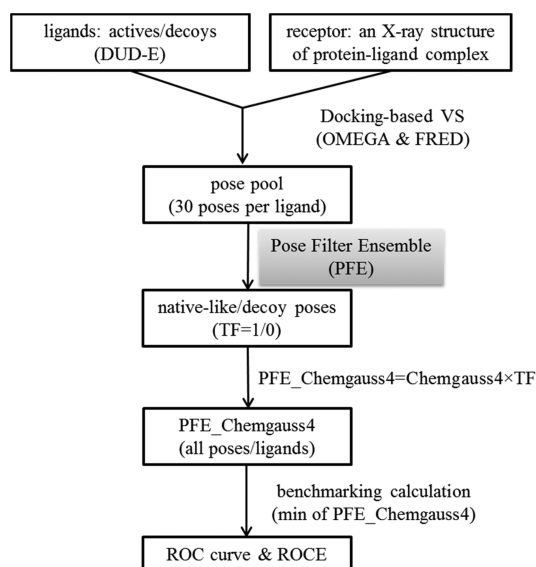 ligands: actives/decoys
(DUD-E)
receptor: an X-ray structure
of protein-ligand complex
Docking-based VS
(OMEGA & FRED)
pose pool
(30 poses per ligand)
Pose Filter Ensemble
(PFE)
native-like/decoy poses
(TF=1/0)
PFE_Chemgauss4=Chemgauss4×TF
PFE_Chemgauss4
(all poses/ligands)
benchmarking calculation
(min of PFE_Chemgauss4)
ROC curve & ROCE